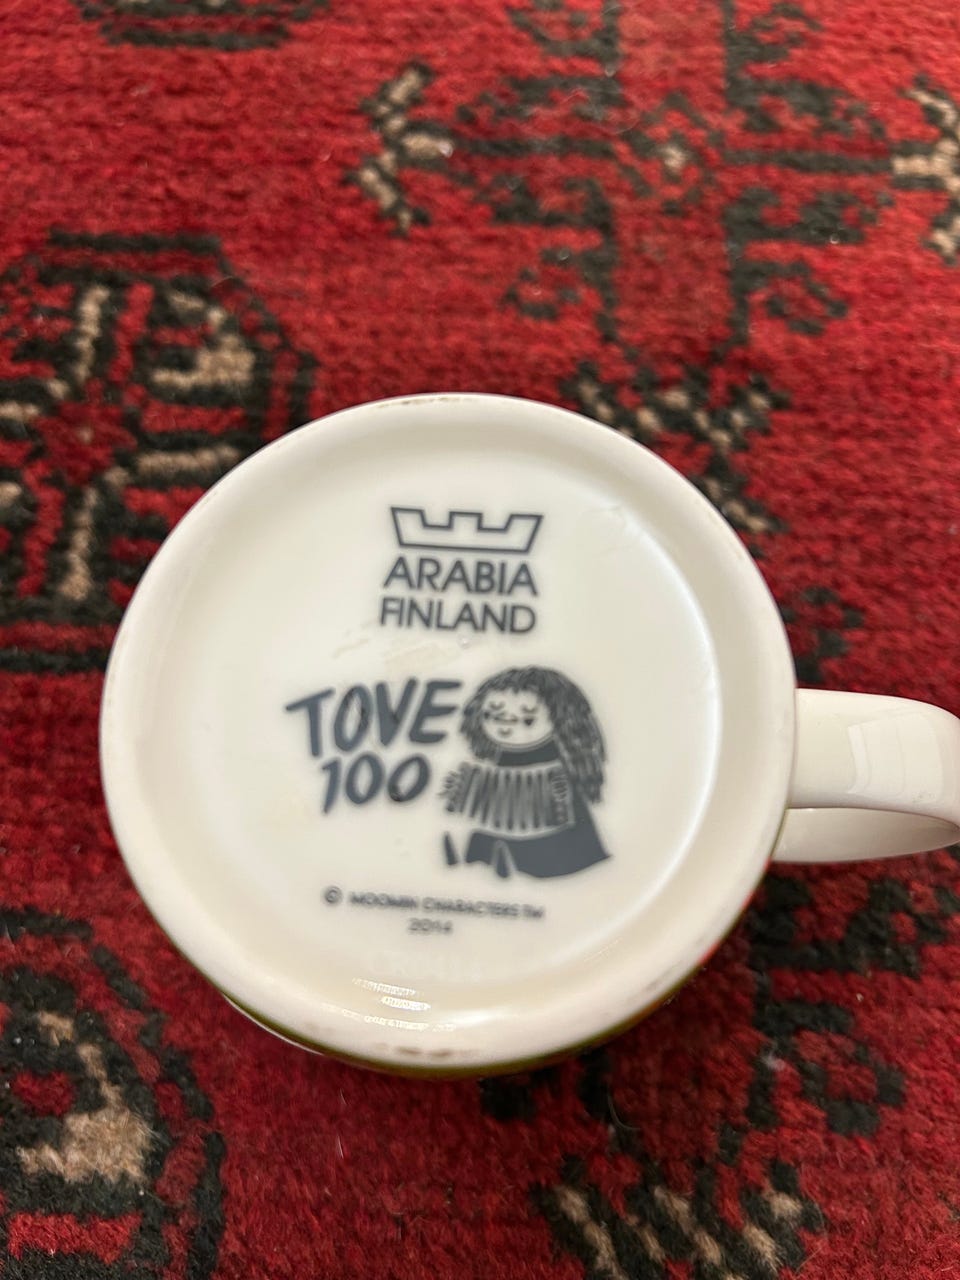 ARABIA
FINLAND
TOVE
100
© MOOMIN CHARACTERS TM
2014